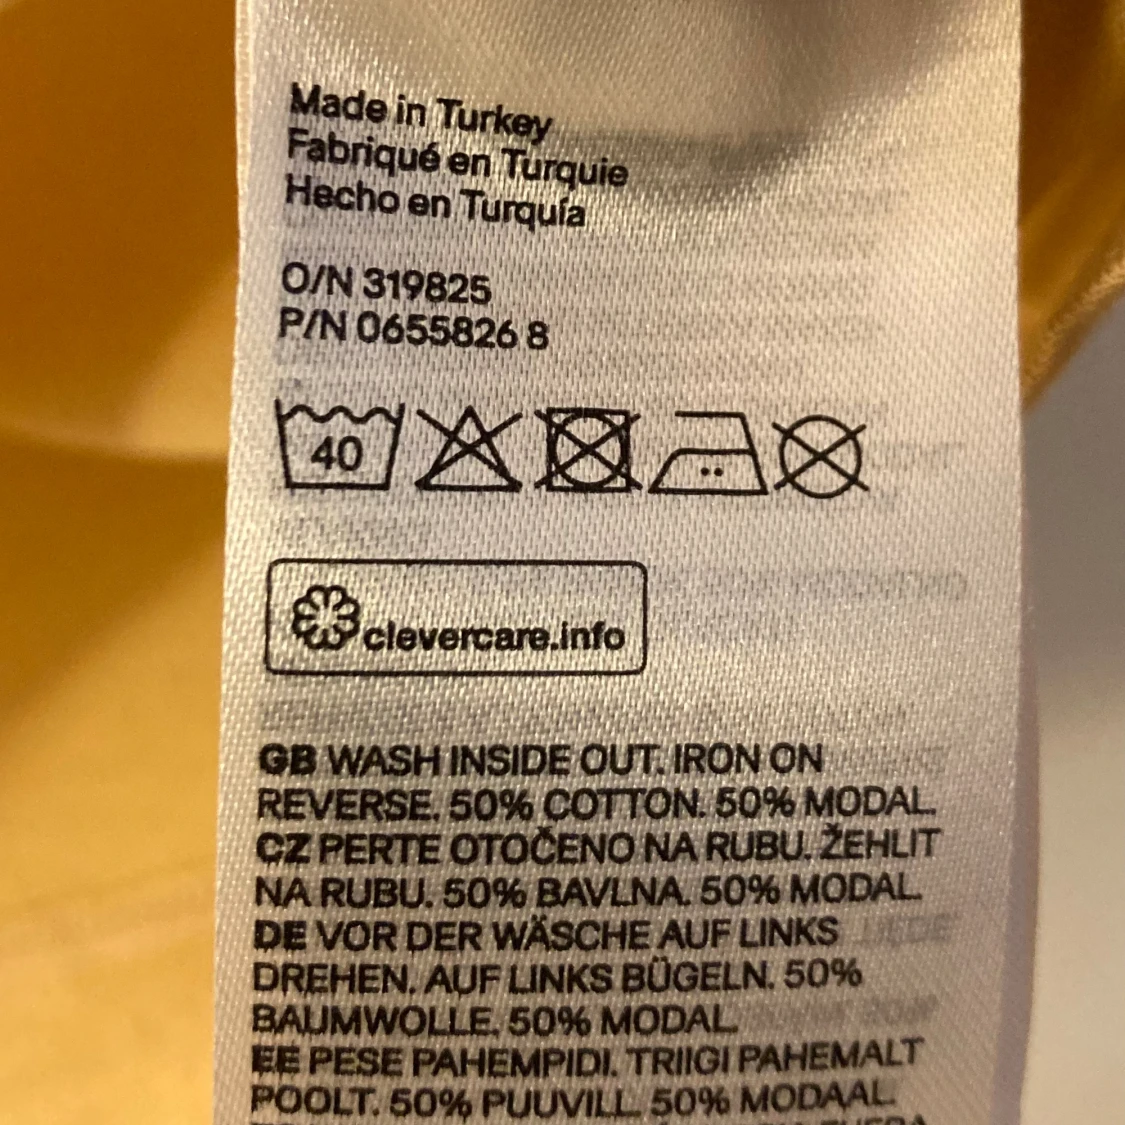 Made in Turkey
Fabriqué en Turquie
Hecho en Turquía
O/N 319825
P/N 0655826 8
40
clevercare.info
GB WASH INSIDE OUT. IRON ON
REVERSE. 50% COTTON. 50% MODAL
CZ PERTE OTOČENO NA RUBU. ŽEHLIT
NA RUBU. 50% BAVLNA. 50% MODAL
DE VOR DER WÄSCHE AUF LINKS
DREHEN. AUF LINKS BÜGELN. 50%
BAUMWOLLE. 50% MODAL
EE PESE PAHEMPIDI. TRIIGI PAHEMALT
POOLT. 50% PUUVILL. 50% MODAAL